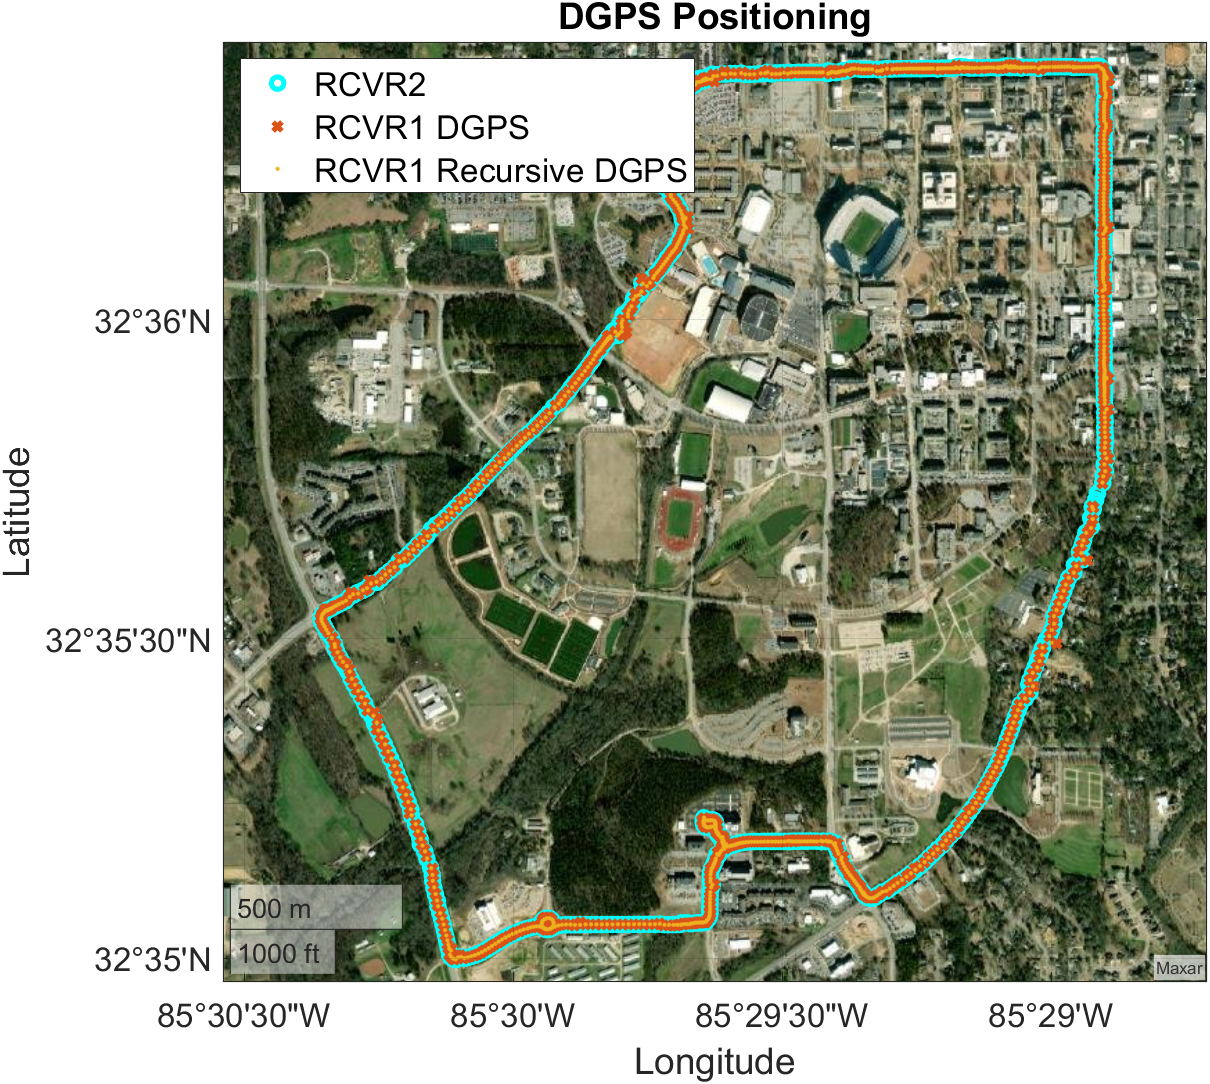 DGPS Positioning
RCVR2
RCVR1 DGPS
RCVR1 Recursive DGPS
Latitude
32°36'N
32°35'30"N
32°35'N
500 m
1000 ft
Maxar
85°30'30"W
85°30'W
85°29'30"W
85°29'W
Longitude